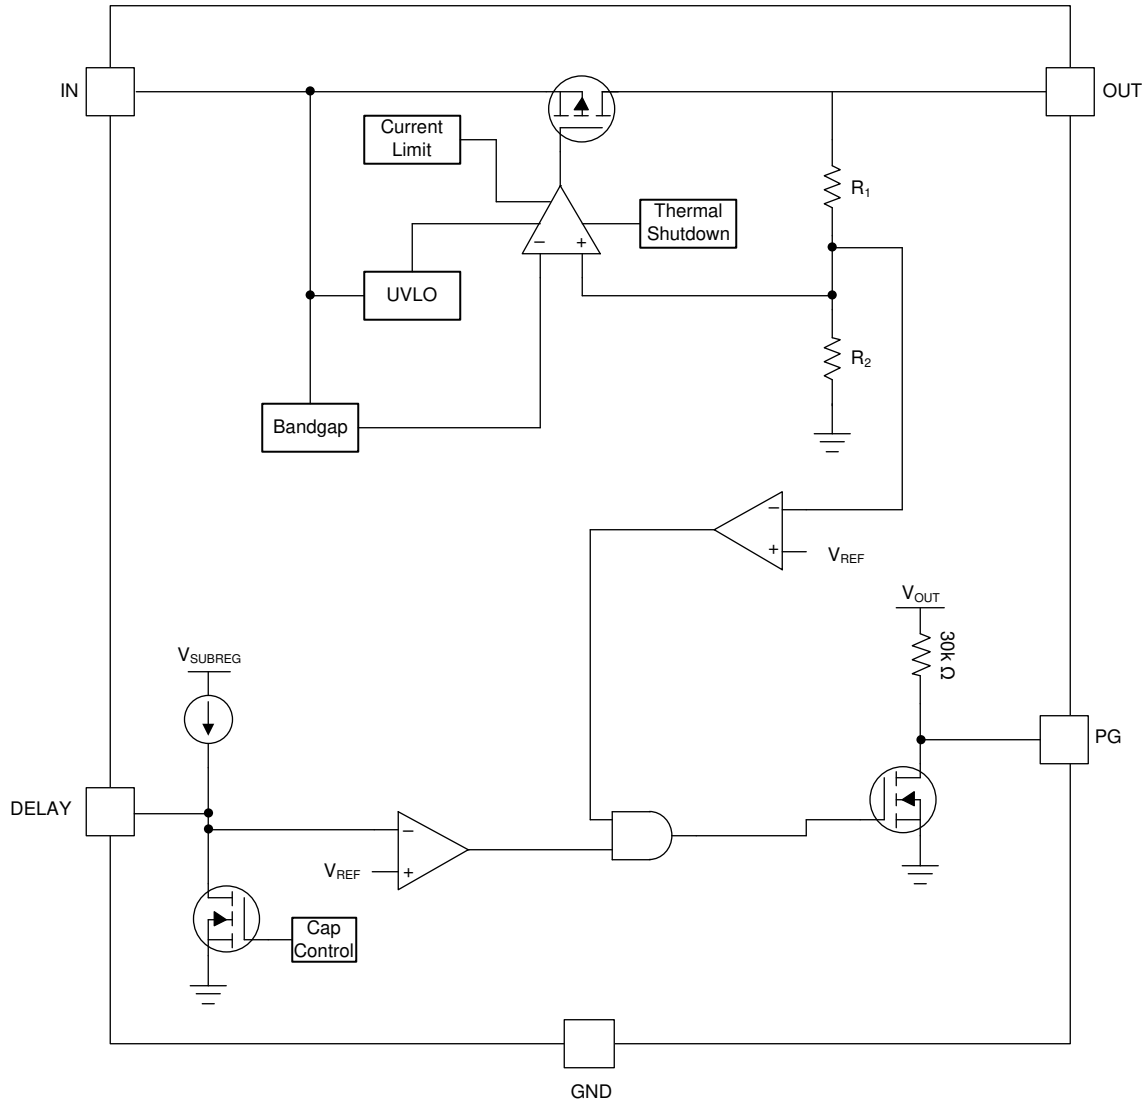 IN
OUT
Current
Limit
R1
Thermal
Shutdown
− +
UVLO
R2
Bandgap
−
+
VREF
VOUT
30k Ω
VSUBREG
PG
DELAY
−
VREF
+
Cap
Control
GND